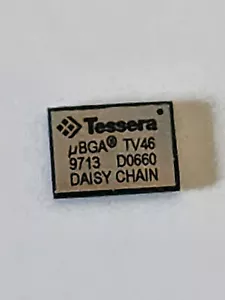 Tessera
µBGA® TV46
9713 D0660
DAISY CHAIN